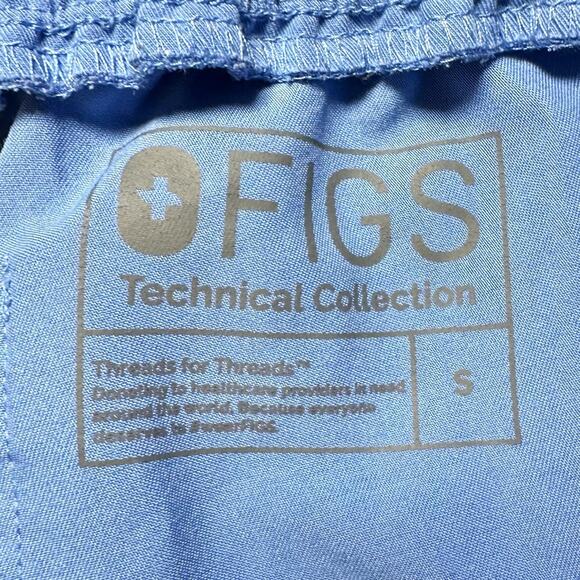 FIGS
Technical Collection
Threads for Threads™
Donating to healthcare providers in need
around the world. Because everyone
deserves to #wearFIGS
S